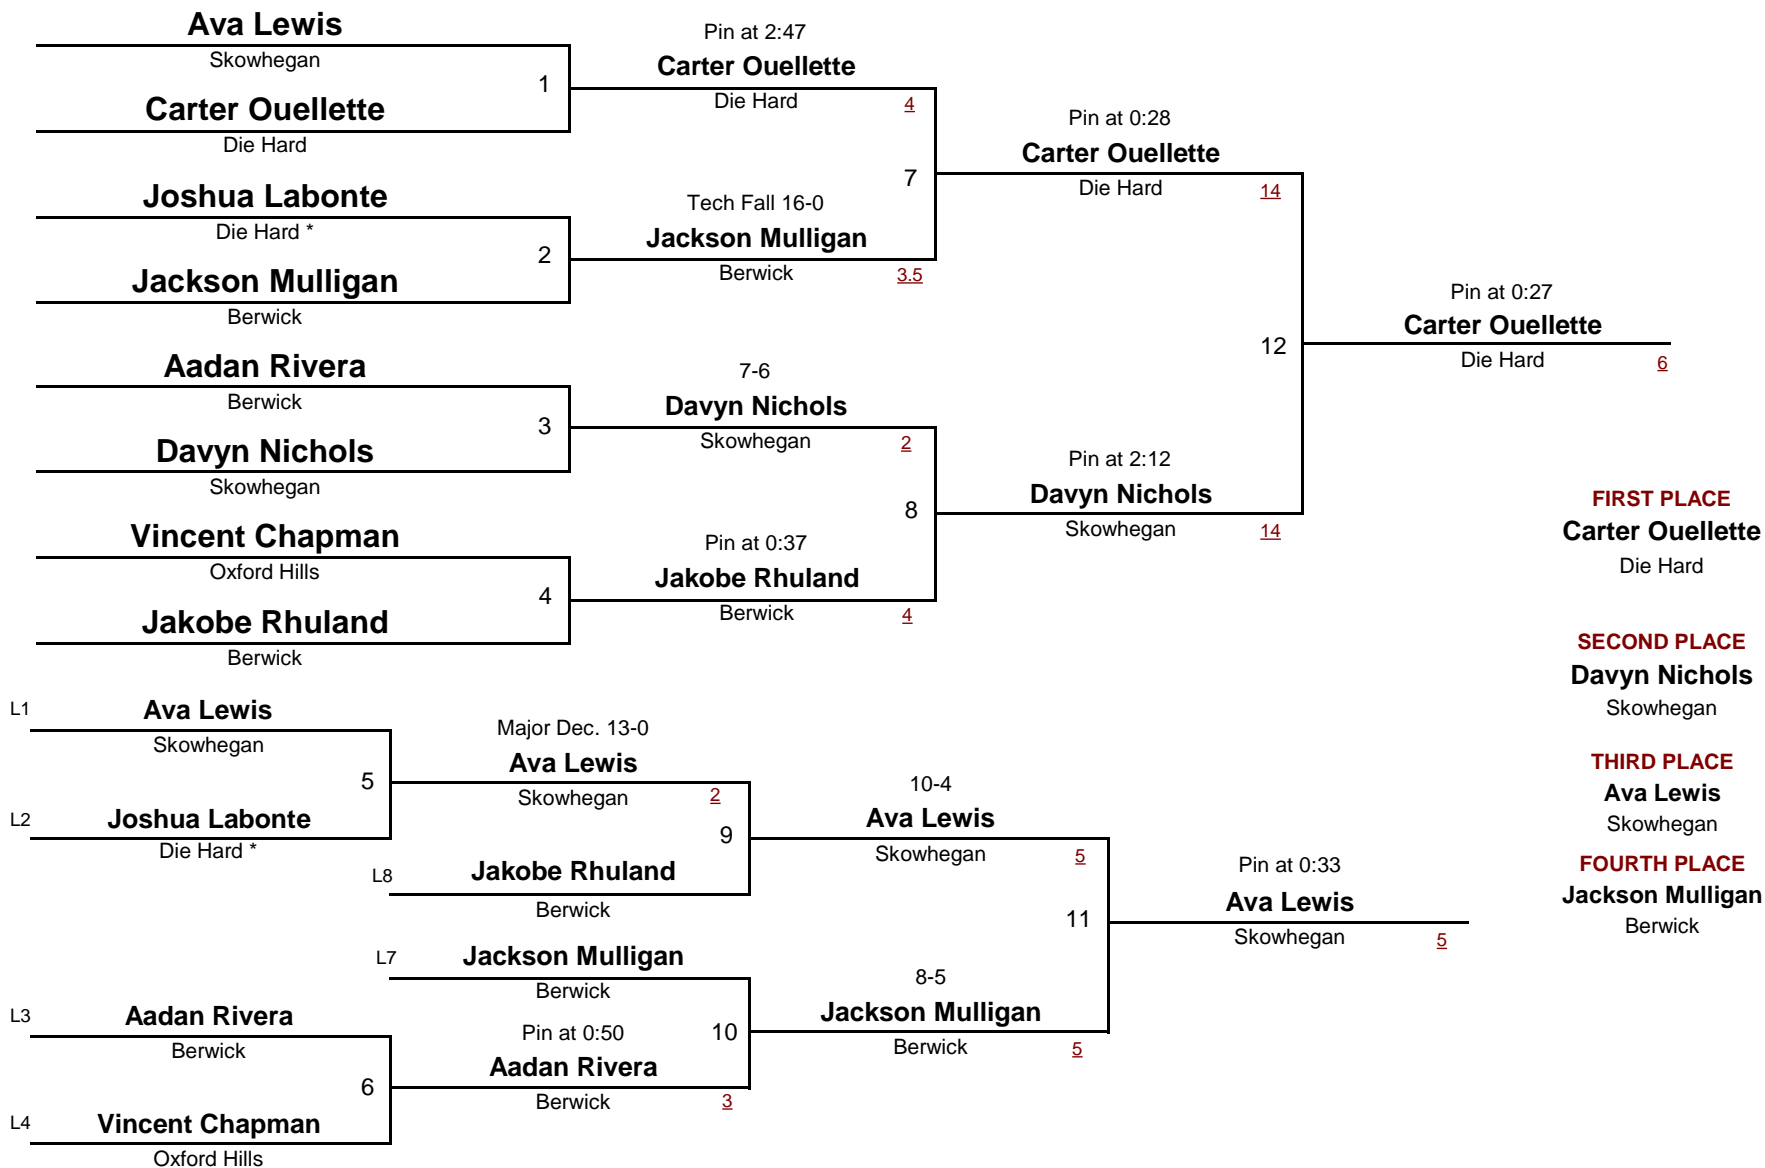 Ava Lewis
Skowhegan
1
Carter Ouellette
Die Hard
Joshua Labonte
Die Hard *
2
Jackson Mulligan
Berwick
Aadan Rivera
Berwick
3
Davyn Nichols
Skowhegan
Vincent Chapman
Oxford Hills
4
Jakobe Rhuland
Berwick
Pin at 2:47
Carter Ouellette
Die Hard
4
7
Tech Fall 16-0
Jackson Mulligan
Berwick
3.5
7-6
Davyn Nichols
Skowhegan
2
8
Pin at 0:37
Jakobe Rhuland
Berwick
4
Pin at 0:28
Carter Ouellette
Die Hard
14
12
Pin at 2:12
Davyn Nichols
Skowhegan
14
Pin at 0:27
Carter Ouellette
Die Hard
6
FIRST PLACE
Carter Ouellette
Die Hard
SECOND PLACE
Davyn Nichols
Skowhegan
THIRD PLACE
Ava Lewis
Skowhegan
FOURTH PLACE
Jackson Mulligan
Berwick
L1
Ava Lewis
Skowhegan
5
L2
Joshua Labonte
Die Hard *
L3
Aadan Rivera
Berwick
6
L4
Vincent Chapman
Oxford Hills
Major Dec. 13-0
Ava Lewis
Skowhegan
2
9
L8
Jakobe Rhuland
Berwick
L7
Jackson Mulligan
Berwick
10
Pin at 0:50
Aadan Rivera
Berwick
3
10-4
Ava Lewis
Skowhegan
5
11
8-5
Jackson Mulligan
Berwick
5
Pin at 0:33
Ava Lewis
Skowhegan
5